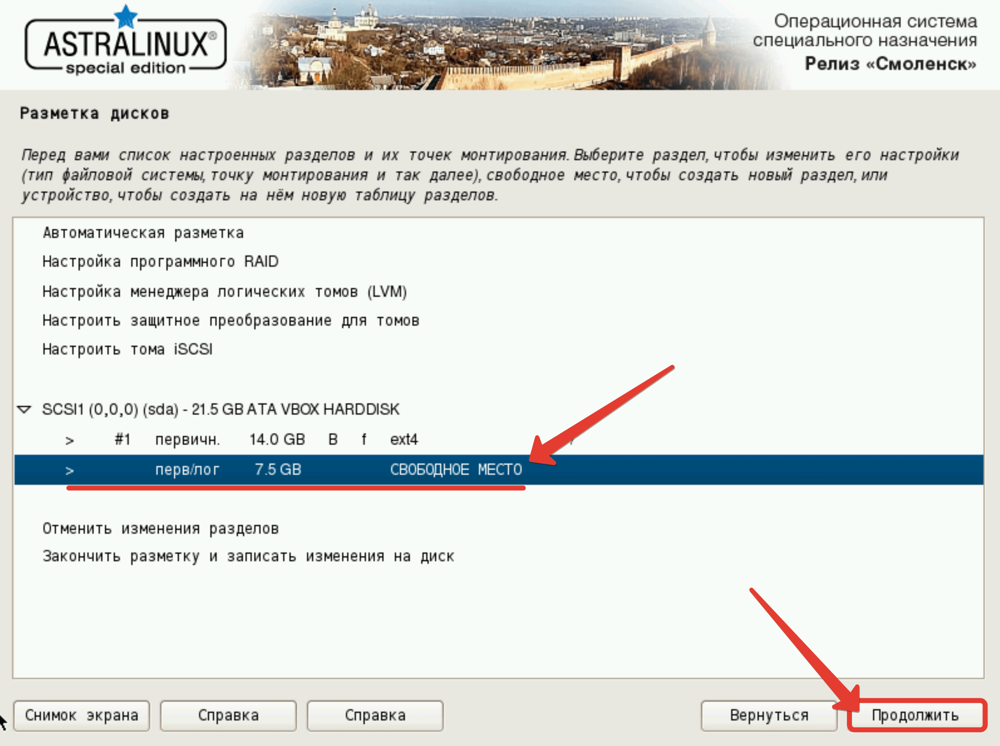 ASTRALINUX®
special edition
Операционная система
специального назначения
Релиз «Смоленск»
Разметка дисков
Перед вами список настроенных разделов и их точек монтирования. Выберите раздел, чтобы изменить его настройки
(тип файловой системы, точку монтирования и так далее), свободное место, чтобы создать новый раздел, или
устройство, чтобы создать на нём новую таблицу разделов.
Автоматическая разметка
Настройка программного RAID
Настройка менеджера логических томов (LVM)
Настроить защитное преобразование для томов
Настроить тома iSCSI
SCSI1 (0,0,0) (sda) - 21.5 GB ATA VBOX HARDDISK
> #1 первичн. 14.0 GB B f ext4 /
> перв/лог 7.5 GB СВОБОДНОЕ МЕСТО
Отменить изменения разделов
Закончить разметку и записать изменения на диск
Снимок экрана
Справка
Справка
Вернуться
Продолжить